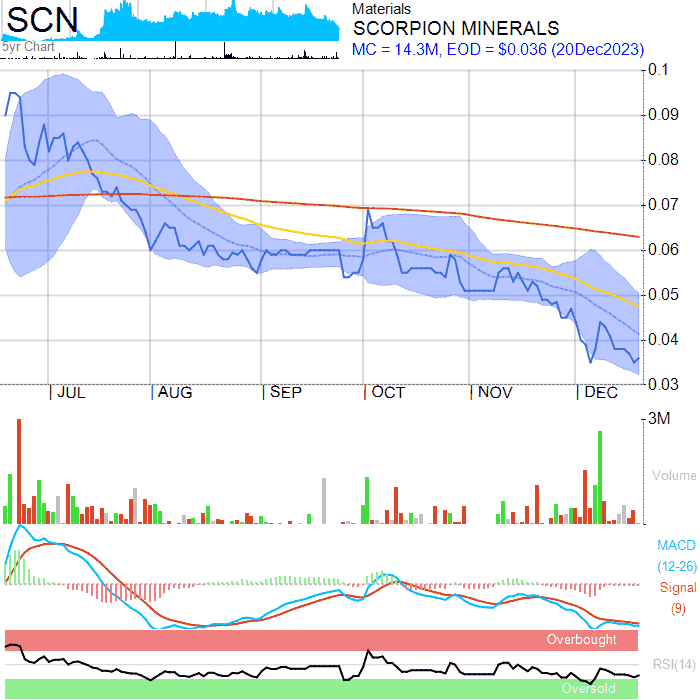 SCN
5yr Chart
Materials
SCORPION MINERALS
MC = 14.3M, EOD = $0.036 (20Dec2023)
0.1
0.09
0.08
0.07
0.06
0.05
0.04
0.03
JUL AUG SEP OCT NOV DEC
3M
Volume
MACD
(12-26)
Signal
(9)
Overbought
RSI(14)
Oversold